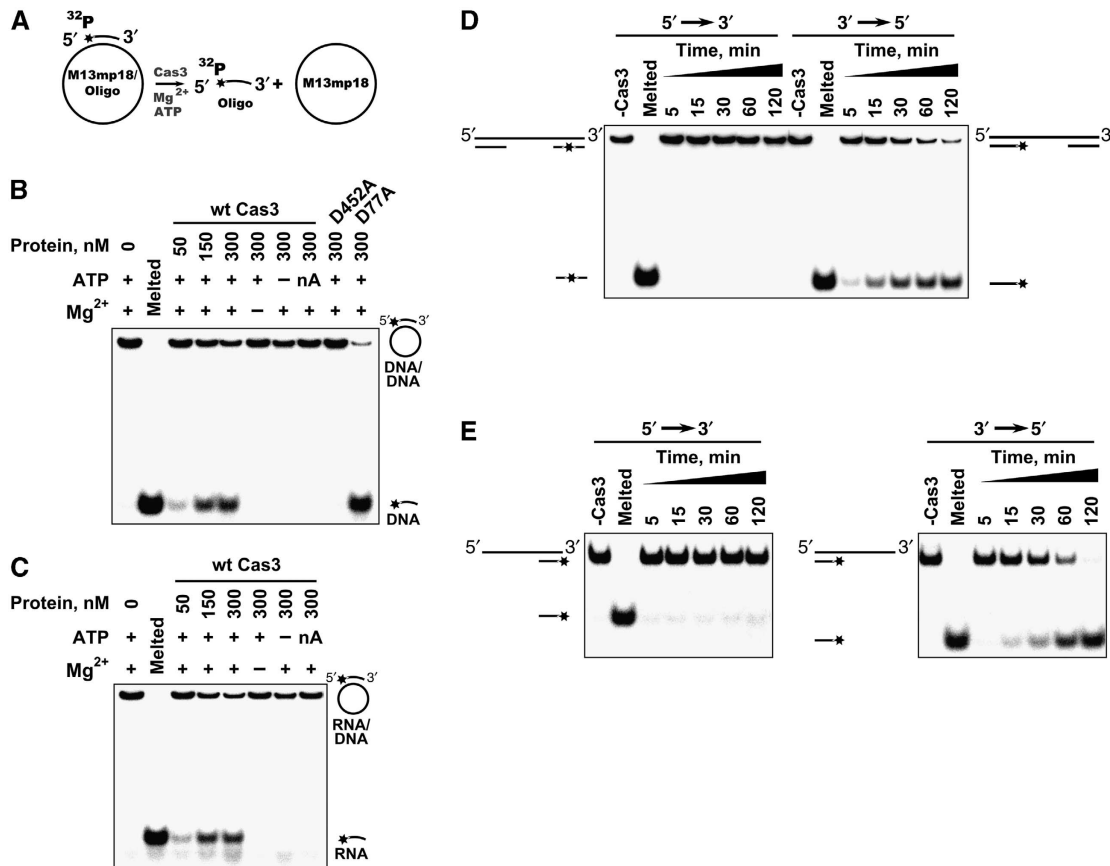 A
32P
5′ 3′
M13mp18/
Oligo
Cas3
Mg2+
ATP
32P
5′ 3′ +
Oligo
M13mp18
B
wt Cas3
D452A
D77A
Protein, nM 0 Melted 50 150 300 300 300 300 300 300
ATP + + + + + − nA + +
Mg2+ + + + + − + + + +
5′ 3′
DNA/
DNA
DNA
C
wt Cas3
Protein, nM 0 Melted 50 150 300 300 300 300
ATP + + + + + − nA
Mg2+ + + + + − + +
5′ 3′
RNA/
DNA
RNA
D
5′ → 3′ 3′ → 5′
Time, min Time, min
-Cas3 Melted 5 15 30 60 120 -Cas3 Melted 5 15 30 60 120
5′ 3′ 5′ 3′
E
5′ → 3′ 3′ → 5′
Time, min Time, min
-Cas3 Melted 5 15 30 60 120 -Cas3 Melted 5 15 30 60 120
5′ 3′ 5′ 3′